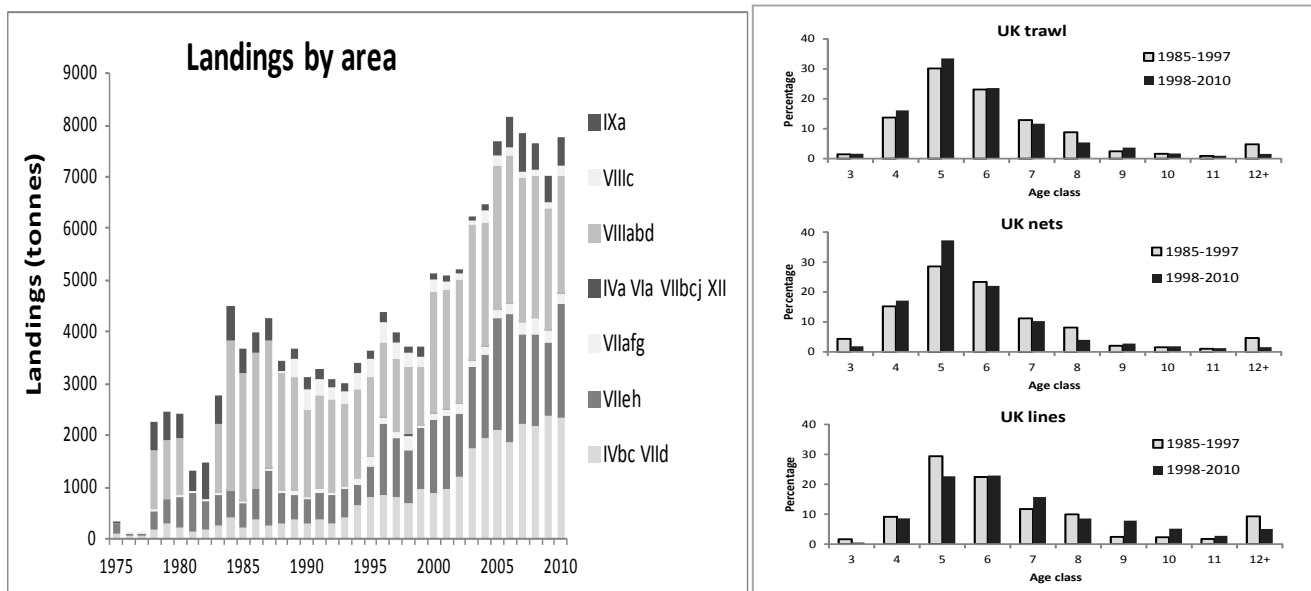 Landings by area
Landings (tonnes)
9000
8000
7000
6000
5000
4000
3000
2000
1000
0
1975 1980 1985 1990 1995 2000 2005 2010
IXa
VIIIc
VIIIabd
IVa VIa VIIbcj XII
VIIafg
VIIeh
IVbc VIId
UK trawl
Percentage
40
30
20
10
0
1985-1997
1998-2010
3 4 5 6 7 8 9 10 11 12+
Age class
UK nets
Percentage
40
30
20
10
0
1985-1997
1998-2010
3 4 5 6 7 8 9 10 11 12+
Age class
UK lines
Percentage
40
30
20
10
0
1985-1997
1998-2010
3 4 5 6 7 8 9 10 11 12+
Age class